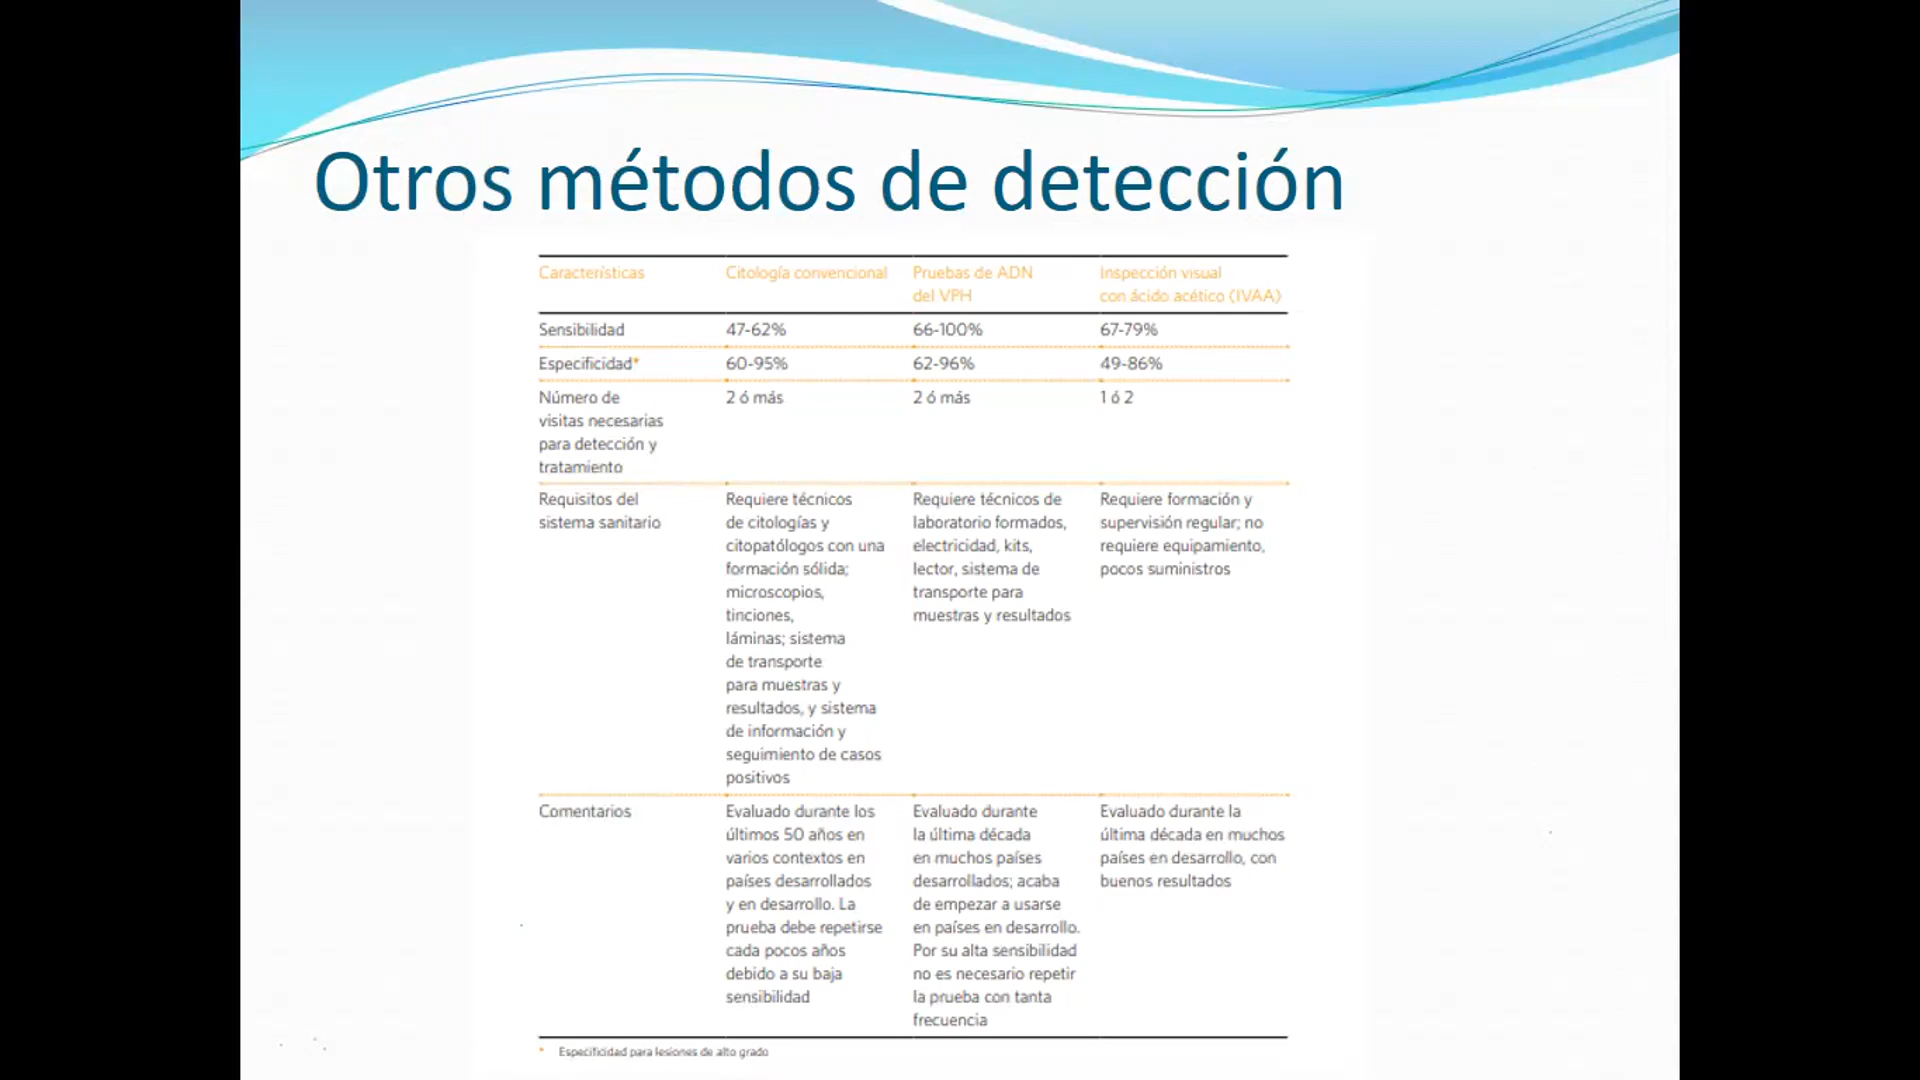 Otros métodos de detección
Características
Citología convencional
Pruebas de ADN
del VPH
Inspección visual
con ácido acético (IVAA)
Sensibilidad
47-62%
66-100%
67-79%
Especificidad*
60-95%
62-96%
49-86%
Número de
visitas necesarias
para detección y
tratamiento
2 ó más
2 ó más
1 ó 2
Requisitos del
sistema sanitario
Requiere técnicos
de citologías y
citopatólogos con una
formación sólida;
microscopios,
tinciones,
láminas; sistema
de transporte
para muestras y
resultados, y sistema
de información y
seguimiento de casos
positivos
Requiere técnicos de
laboratorio formados,
electricidad, kits,
lector, sistema de
transporte para
muestras y resultados
Requiere formación y
supervisión regular; no
requiere equipamiento,
pocos suministros
Comentarios
Evaluado durante los
últimos 50 años en
varios contextos en
países desarrollados
y en desarrollo. La
prueba debe repetirse
cada pocos años
debido a su baja
sensibilidad
Evaluado durante
la última década
en muchos países
desarrollados; acaba
de empezar a usarse
en países en desarrollo.
Por su alta sensibilidad
no es necesario repetir
la prueba con tanta
frecuencia
Evaluado durante la
última década en muchos
países en desarrollo, con
buenos resultados
* Especificidad para lesiones de alto grado